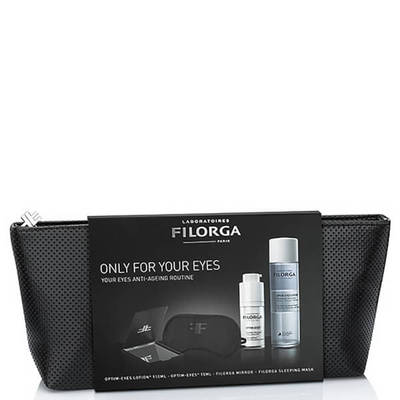 LABORATOIRES
FILORGA
PARIS
ONLY FOR YOUR EYES
YOUR EYES ANTI-AGEING ROUTINE
FILORGA
OPTIM-EYES LOTION® 110ML - OPTIM-EYES® 15ML - FILORGA MIRROR - FILORGA SLEEPING MASK